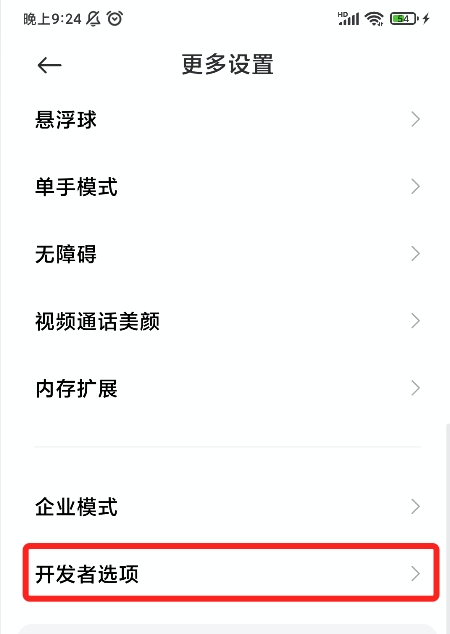 晚上9:24 HD 54
更多设置
悬浮球
单手模式
无障碍
视频通话美颜
内存扩展
企业模式
开发者选项